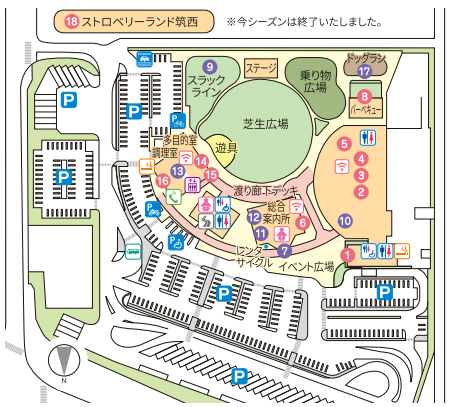 18 ストロベリーランド筑西
※今シーズンは終了いたしました。
9
スラック
ライン
ステージ
乗り物
広場
ドッグラン
17
8
バーベキュー
芝生広場
遊具
多目的室
調理室
13
14
15
16
5
4
3
2
10
渡り廊下デッキ
総合
案内所
12
11
6
7
レンタ
サイクル
イベント広場
1
P
P
P
P
P
P
P
P
P
P
N